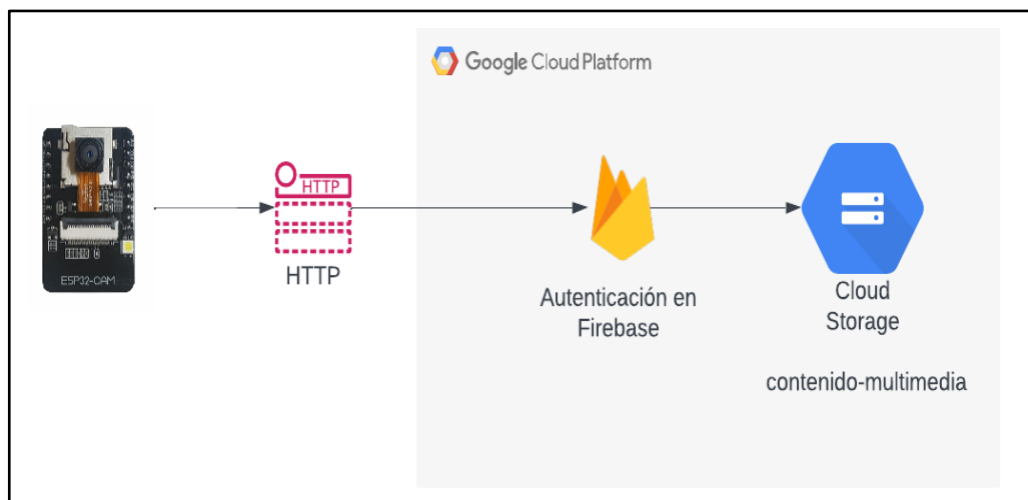 Google Cloud Platform
HTTP
ESP32-CAM
HTTP
Autenticación en
Firebase
Cloud
Storage
contenido-multimedia